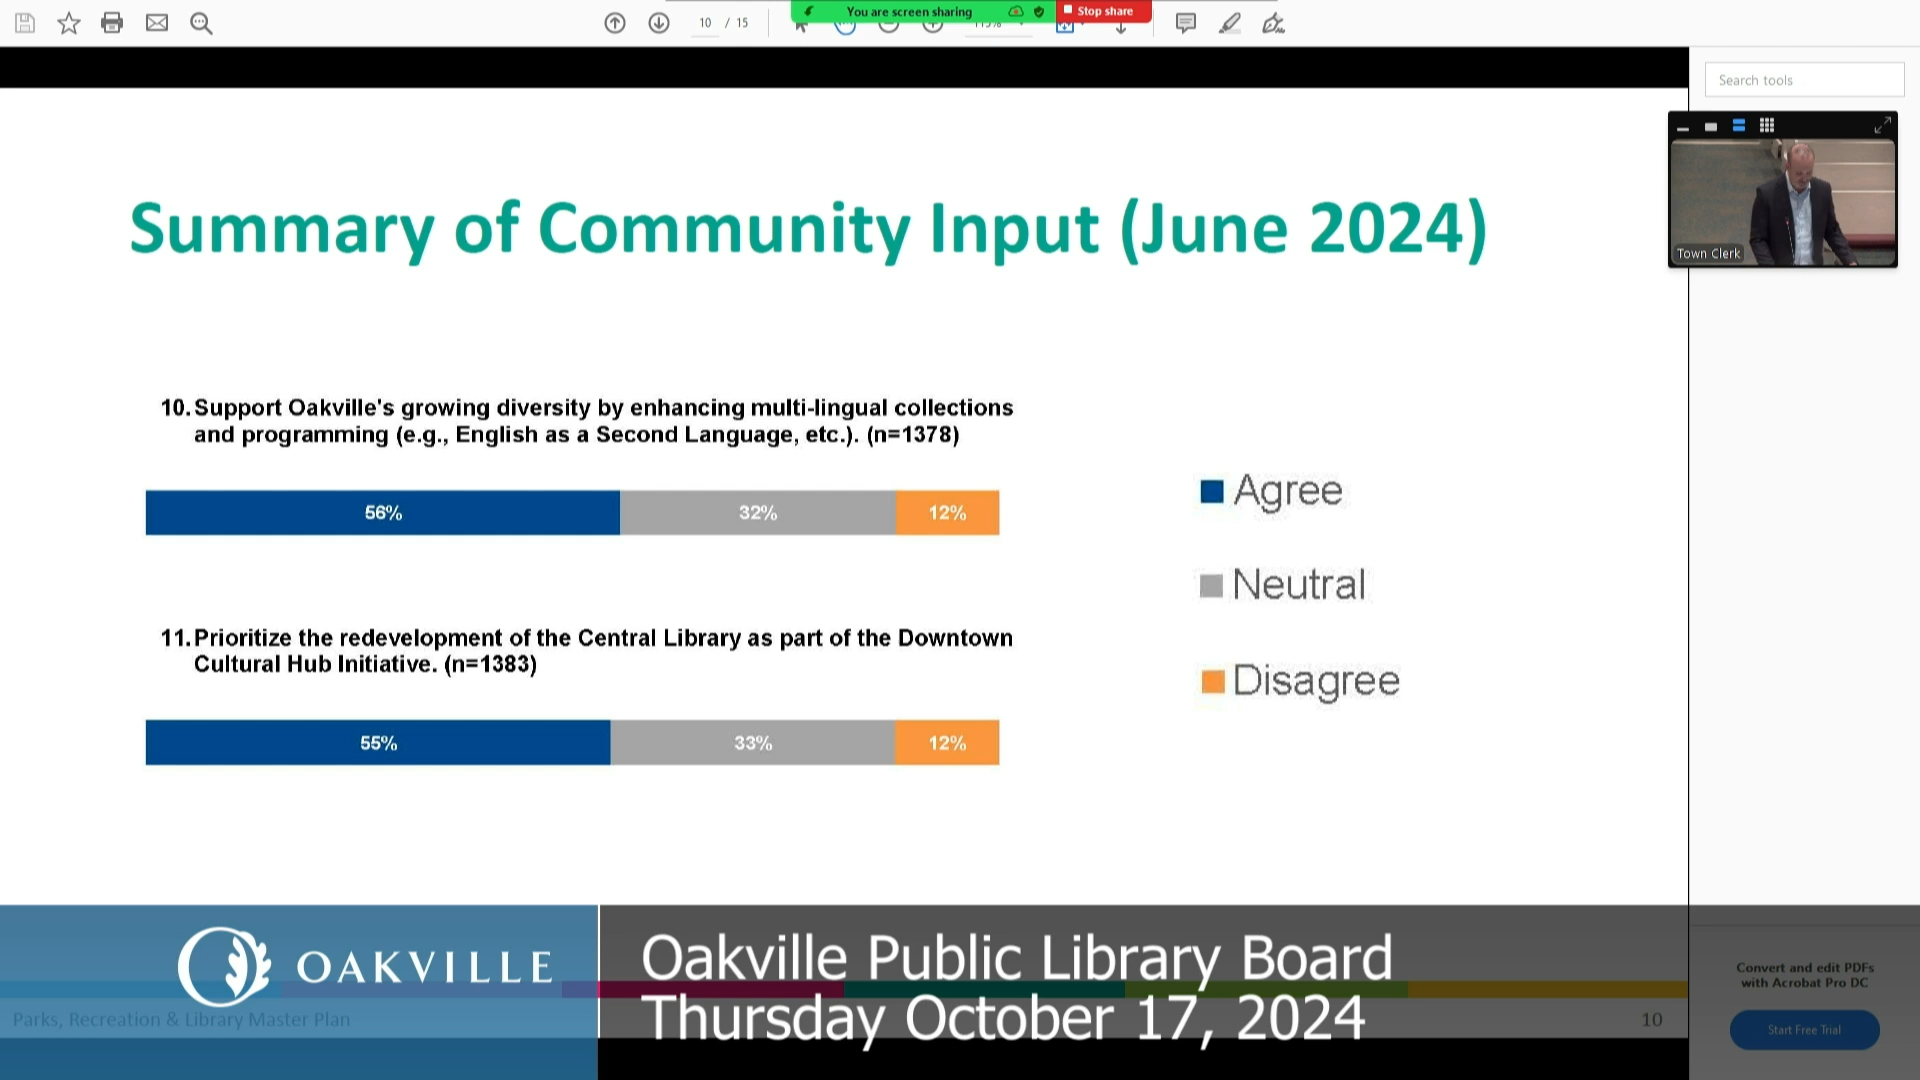 10 / 15
You are screen sharing
Stop share
Search tools
Town Clerk
Summary of Community Input (June 2024)
10. Support Oakville's growing diversity by enhancing multi-lingual collections
and programming (e.g., English as a Second Language, etc.). (n=1378)
56% 32% 12%
11. Prioritize the redevelopment of the Central Library as part of the Downtown
Cultural Hub Initiative. (n=1383)
55% 33% 12%
Agree
Neutral
Disagree
OAKVILLE
Parks, Recreation & Library Master Plan
Oakville Public Library Board
Thursday October 17, 2024
10
Convert and edit PDFs
with Acrobat Pro DC
Start Free Trial